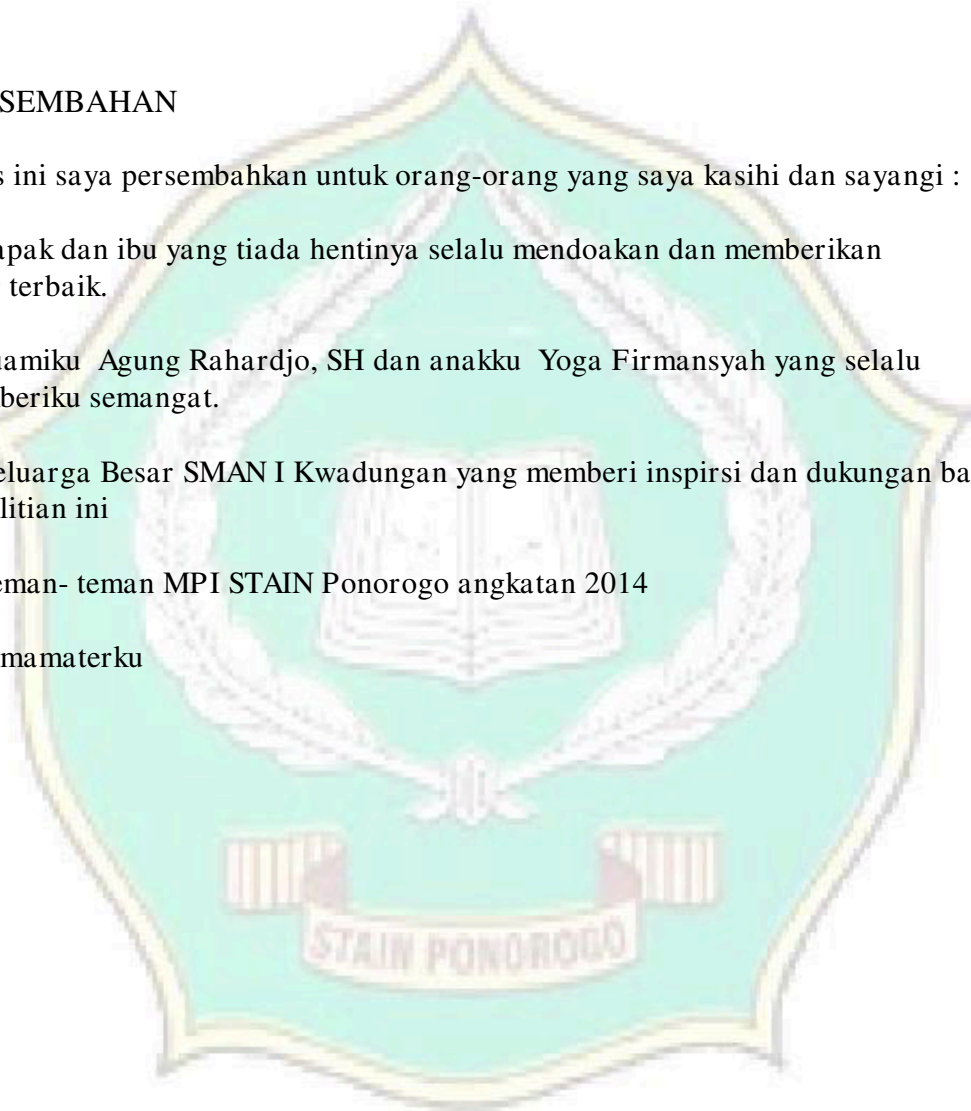 SEMBAHAN
s ini saya persembahkan untuk orang-orang yang saya kasihi dan sayangi :
apak dan ibu yang tiada hentinya selalu mendoakan dan memberikan
terbaik.
uamiku Agung Rahardjo, SH dan anakku Yoga Firmansyah yang selalu
beriku semangat.
eluarga Besar SMAN I Kwadungan yang memberi inspirsi dan dukungan ba
litian ini
eman- teman MPI STAIN Ponorogo angkatan 2014
mamaterku
STAIN PONOROGO